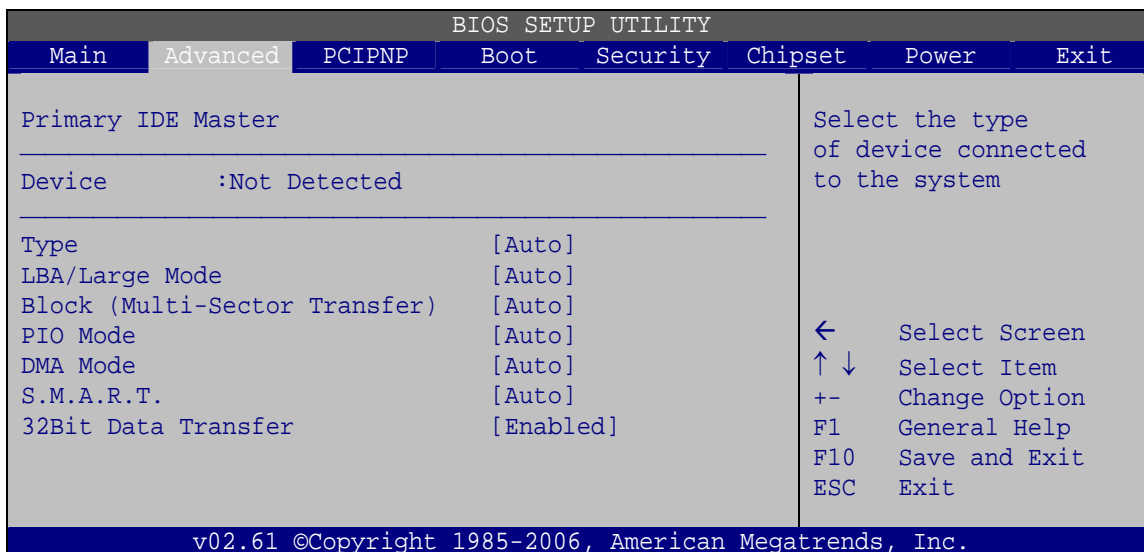 BIOS SETUP UTILITY
Main Advanced PCIPNP Boot Security Chipset Power Exit
Primary IDE Master
Device :Not Detected
Type [Auto]
LBA/Large Mode [Auto]
Block (Multi-Sector Transfer) [Auto]
PIO Mode [Auto]
DMA Mode [Auto]
S.M.A.R.T. [Auto]
32Bit Data Transfer [Enabled]
Select the type
of device connected
to the system
← Select Screen
↑ ↓ Select Item
+- Change Option
F1 General Help
F10 Save and Exit
ESC Exit
v02.61 ©Copyright 1985-2006, American Megatrends, Inc.